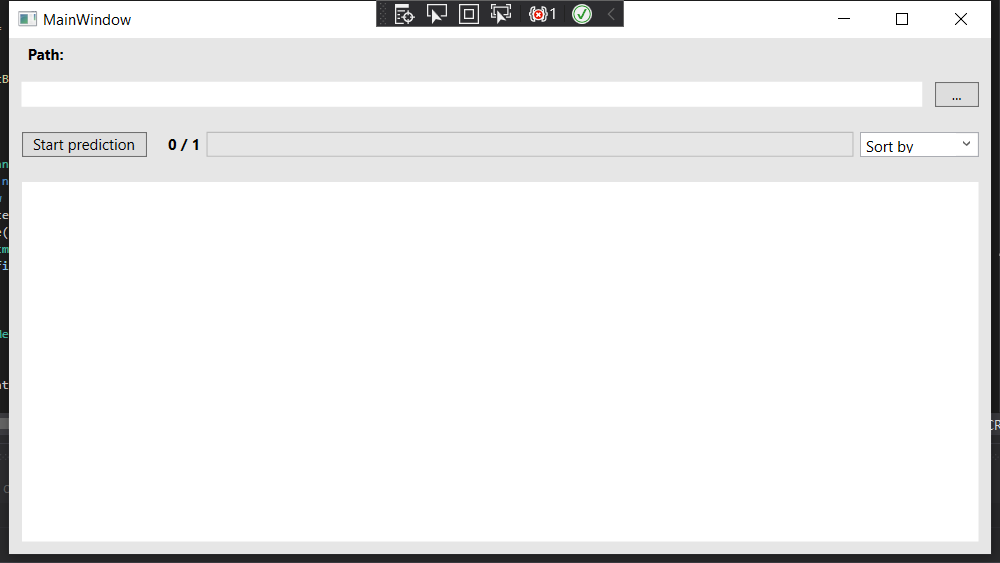 MainWindow
1
Path:
...
Start prediction
0 / 1
Sort by